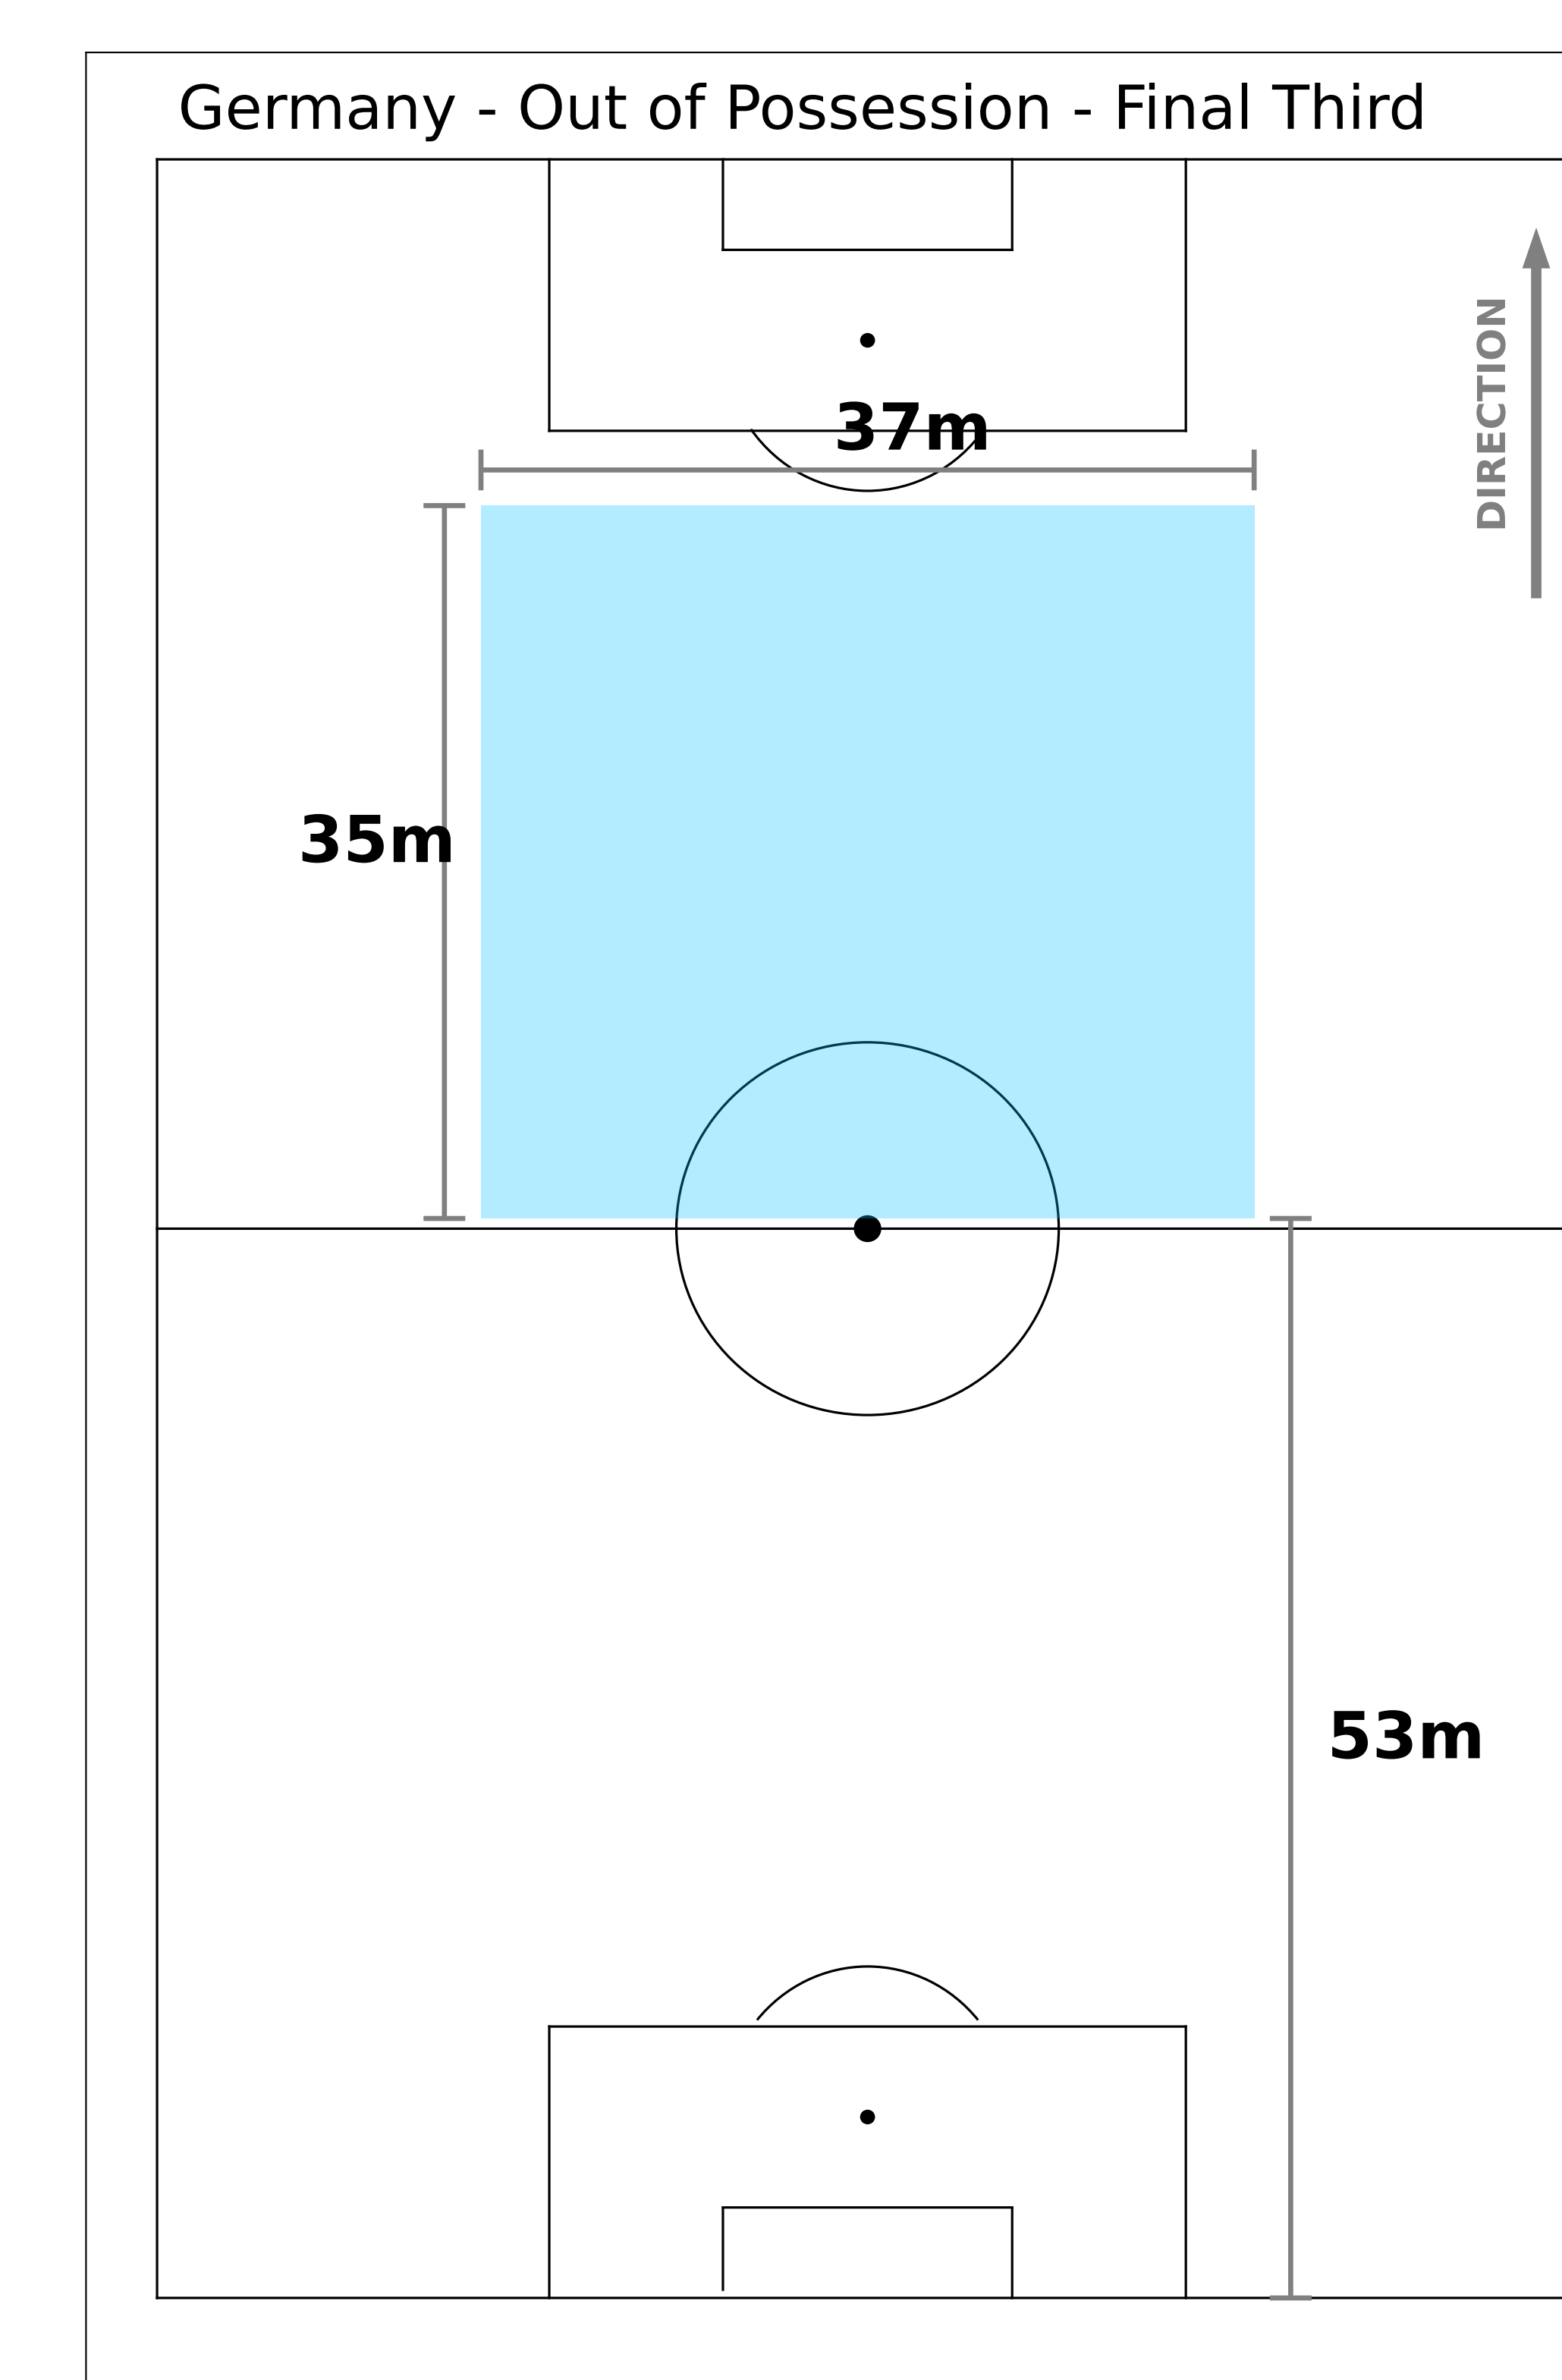 Germany - Out of Possession - Final Third
DIRECTION
37m
35m
53m